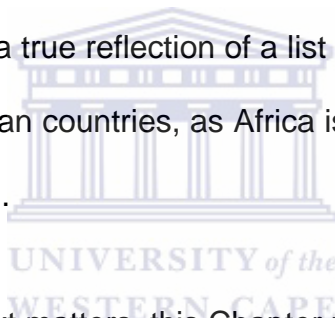 a true reflection of a list
an countries, as Africa is
.
UNIVERSITY of the
WESTERN CAPE
t matters, this Chapter